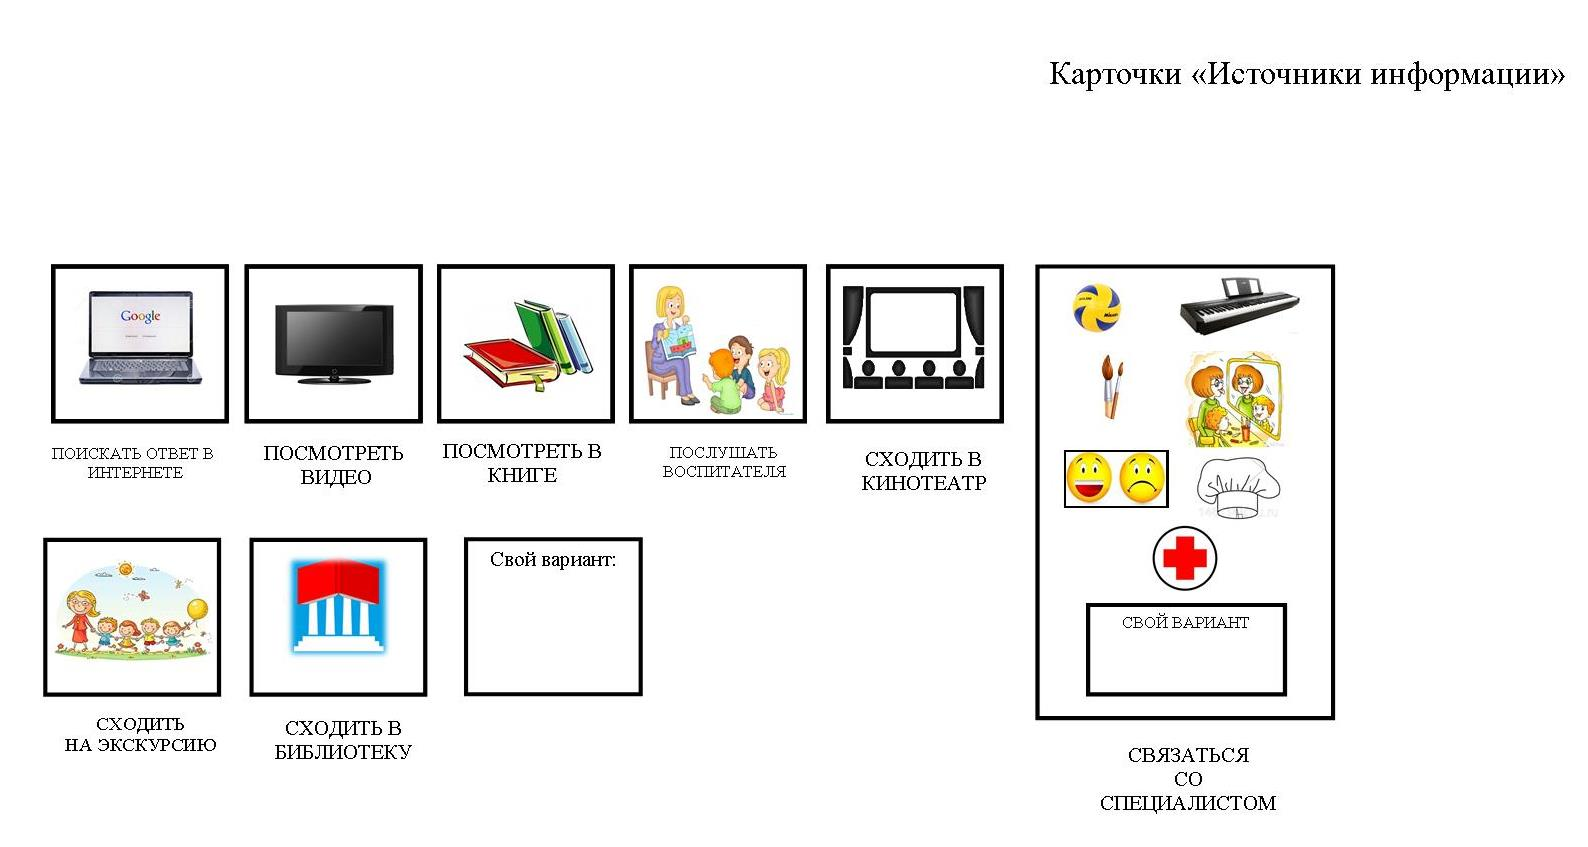 Карточки «Источники информации»
Google
ПОИСКАТЬ ОТВЕТ В
ИНТЕРНЕТЕ
ПОСМОТРЕТЬ
ВИДЕО
ПОСМОТРЕТЬ В
КНИГЕ
ПОСЛУШАТЬ
ВОСПИТАТЕЛЯ
СХОДИТЬ В
КИНОТЕАТР
СХОДИТЬ
НА ЭКСКУРСИЮ
СХОДИТЬ В
БИБЛИОТЕКУ
Свой вариант:
СВОЙ ВАРИАНТ
СВЯЗАТЬСЯ
СО
СПЕЦИАЛИСТОМ